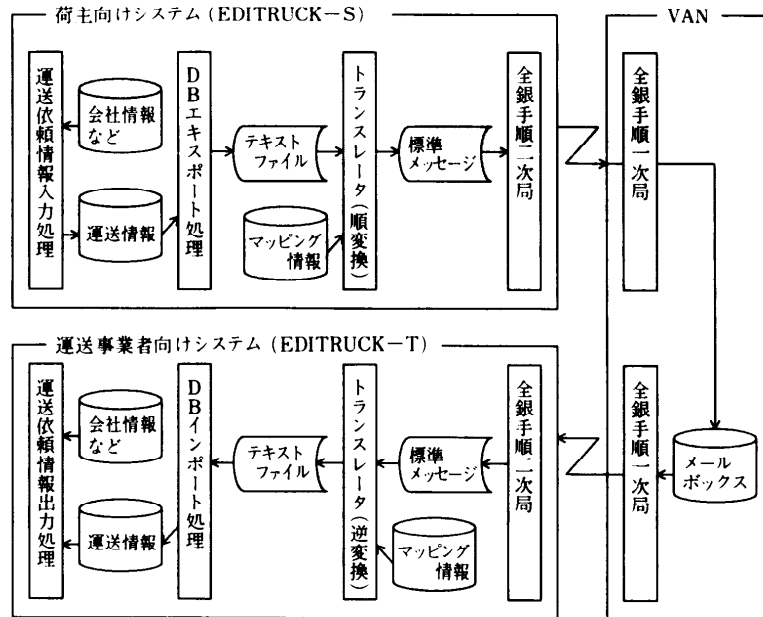 荷主向けシステム(EDITRUCK-S)
VAN
運送依頼情報入力処理
会社情報
など
運送情報
DBエキスポート処理
テキスト
ファイル
マッピング
情報
トランスレータ(順変換)
標準
メッセージ
全銀手順二次局
全銀手順一次局
運送事業者向けシステム(EDITRUCK-T)
運送依頼情報出力処理
会社情報
など
運送情報
DBインポート処理
テキスト
ファイル
トランスレータ(逆変換)
標準
メッセージ
マッピング
情報
全銀手順二次局
全銀手順一次局
メール
ボックス